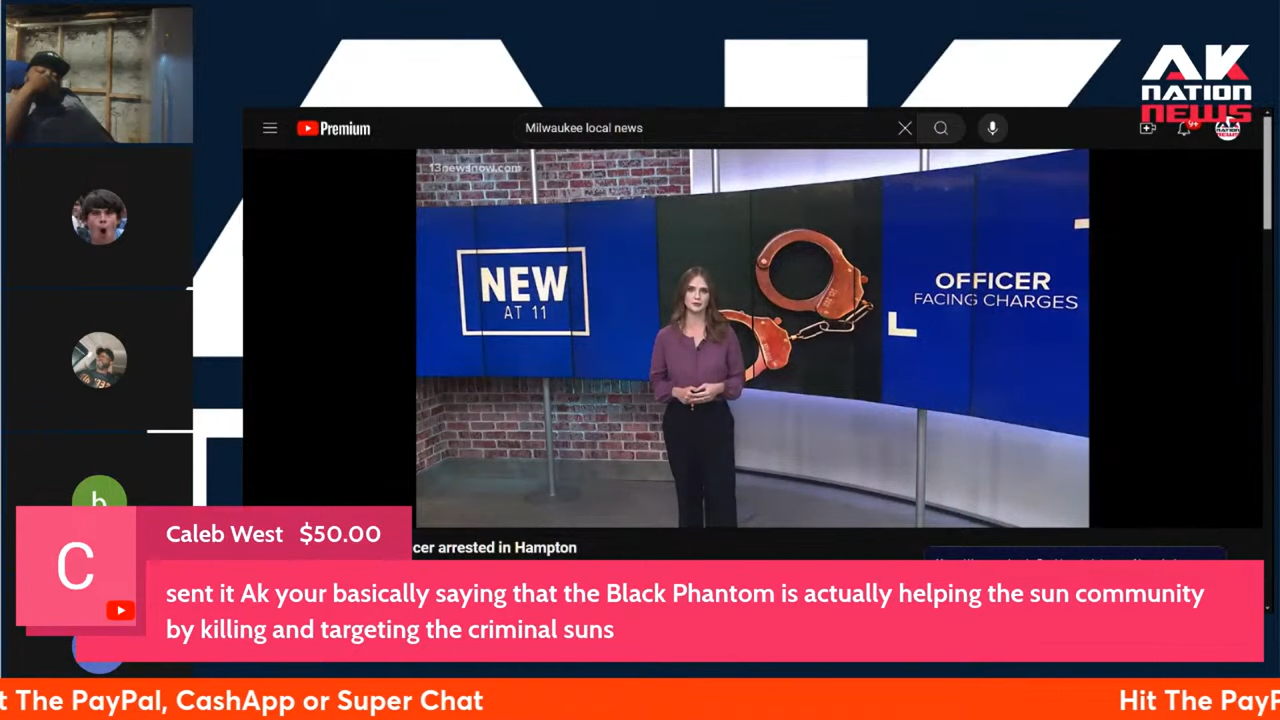 AK
NATION
NEWS
Premium
Milwaukee local news
9+
13newsnow.com
NEW
AT 11
OFFICER
FACING CHARGES
h
C
Caleb West $50.00
cer arrested in Hampton
sent it Ak your basically saying that the Black Phantom is actually helping the sun community
by killing and targeting the criminal suns
t The PayPal, CashApp or Super Chat
Hit The PayP